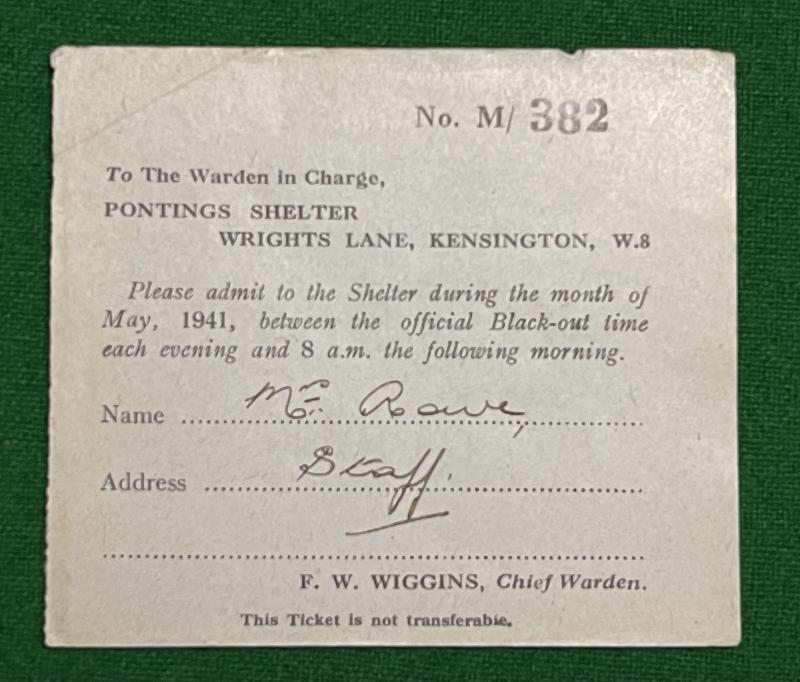 No. M/ 382
To The Warden in Charge,
PONTINGS SHELTER
WRIGHTS LANE, KENSINGTON, W.8
Please admit to the Shelter during the month of
May, 1941, between the official Black-out time
each evening and 8 a.m. the following morning.
Name Mr. Rowe,
Address Staff.
F. W. WIGGINS, Chief Warden.
This Ticket is not transferable.